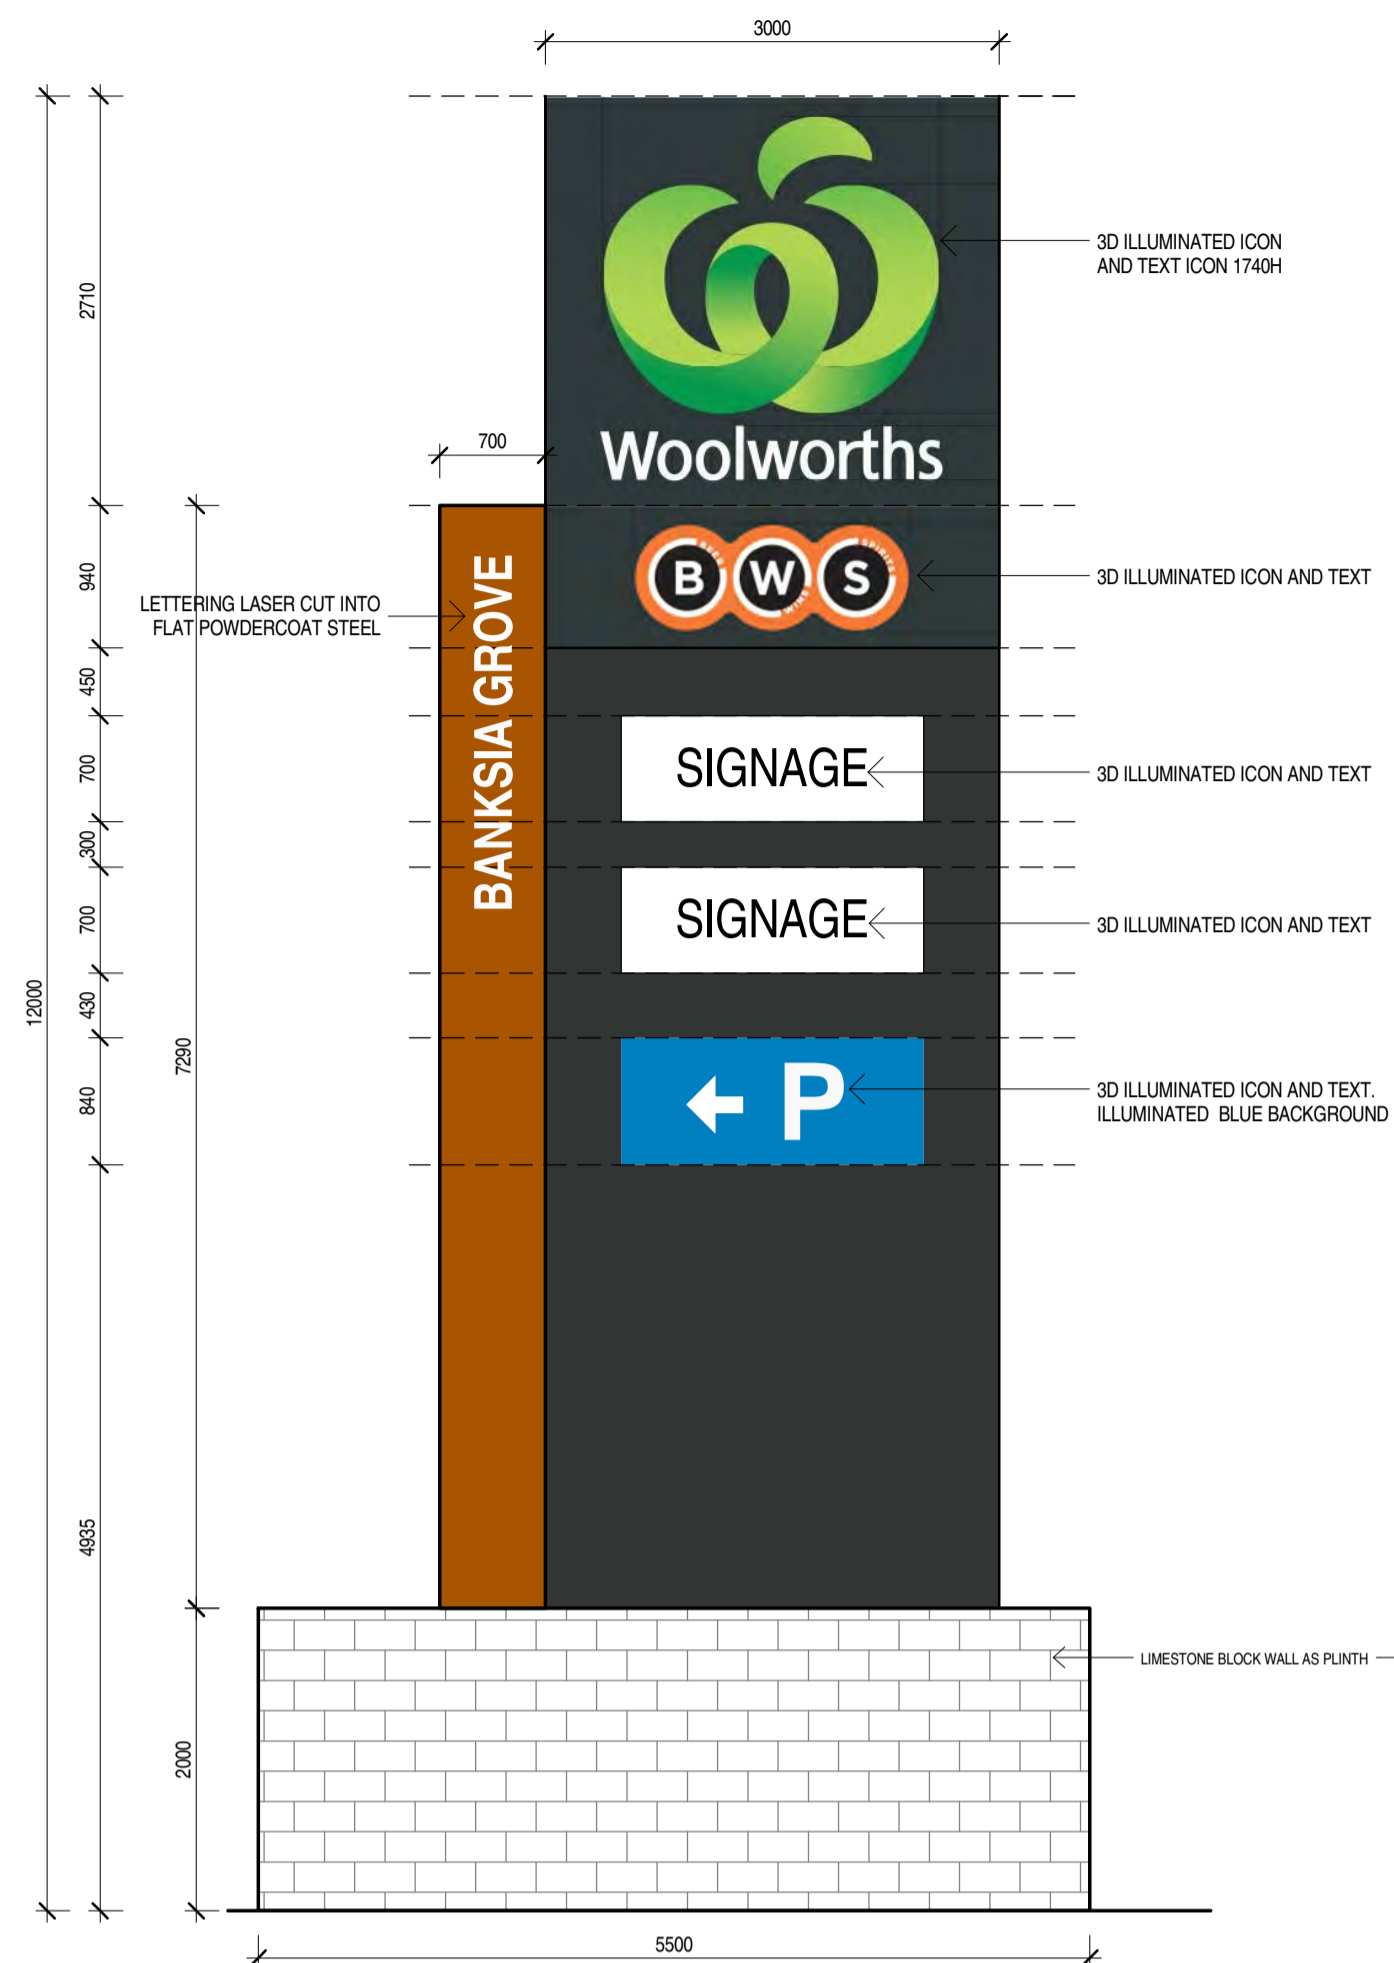 3000
2710
3D ILLUMINATED ICON
AND TEXT ICON 1740H
Woolworths
700
940
LETTERING LASER CUT INTO
FLAT POWDERCOAT STEEL
BANKSIA GROVE
B W S
BEER
WINE
SPIRITS
3D ILLUMINATED ICON AND TEXT
450
700
SIGNAGE
3D ILLUMINATED ICON AND TEXT
300
700
SIGNAGE
3D ILLUMINATED ICON AND TEXT
430
12000
7290
840
P
3D ILLUMINATED ICON AND TEXT.
ILLUMINATED BLUE BACKGROUND
4935
LIMESTONE BLOCK WALL AS PLINTH
2000
5500